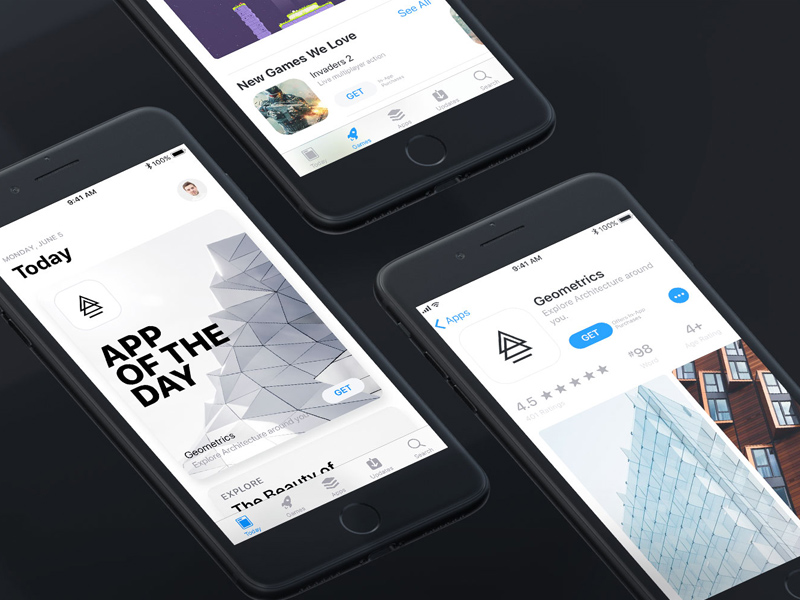 See All
New Games We Love
Invaders 2
Live multiplayer action
GET
In-App
Purchases
Today
Games
Apps
Updates
Search
9:41 AM
100%
MONDAY, JUNE 5
Today
APP
OF THE
DAY
GET
Geometrics
Explore Architecture around you.
EXPLORE
The Beauty of
Today
Games
Apps
Updates
Search
9:41 AM
100%
Apps
Geometrics
Explore Architecture around
you.
GET
Offers In-App
Purchases
4.5
#98
4+
Age Rating